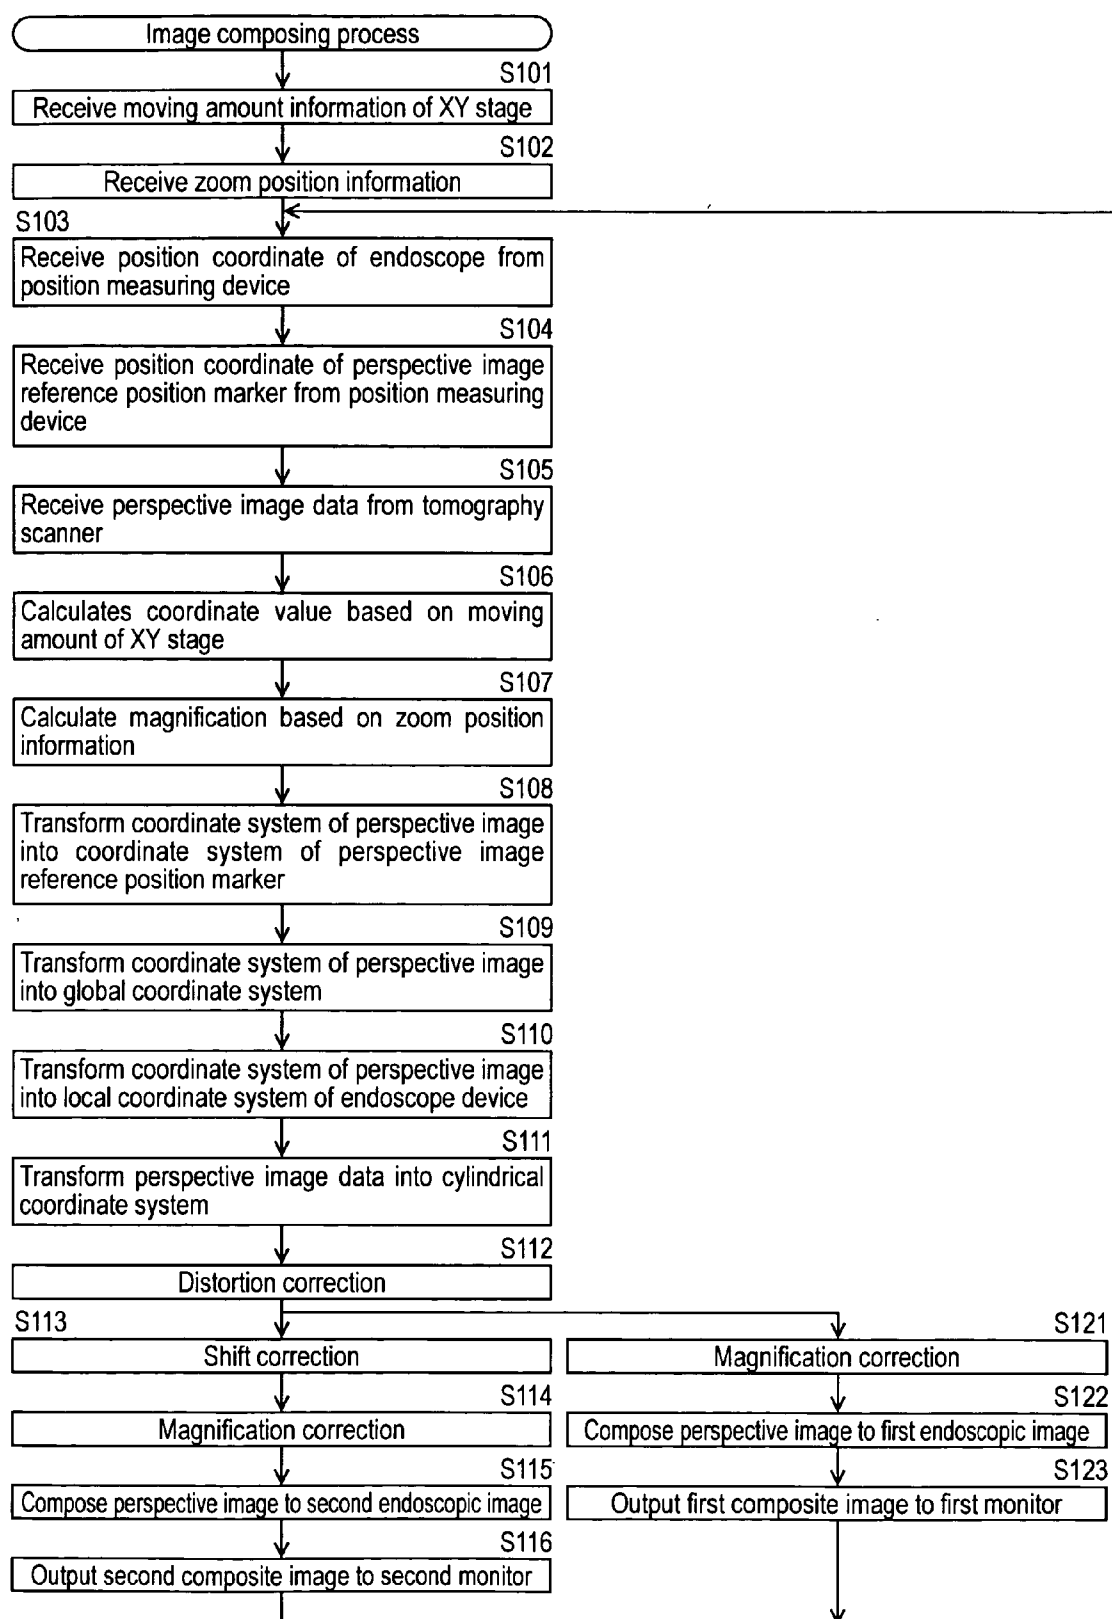 Image composing process
S101
Receive moving amount information of XY stage
S102
Receive zoom position information
S103
Receive position coordinate of endoscope from
position measuring device
S104
Receive position coordinate of perspective image
reference position marker from position measuring
device
S105
Receive perspective image data from tomography
scanner
S106
Calculates coordinate value based on moving
amount of XY stage
S107
Calculate magnification based on zoom position
information
S108
Transform coordinate system of perspective image
into coordinate system of perspective image
reference position marker
S109
Transform coordinate system of perspective image
into global coordinate system
S110
Transform coordinate system of perspective image
into local coordinate system of endoscope device
S111
Transform perspective image data into cylindrical
coordinate system
S112
Distortion correction
S113
Shift correction
S114
Magnification correction
S115
Compose perspective image to second endoscopic image
S116
Output second composite image to second monitor
S121
Magnification correction
S122
Compose perspective image to first endoscopic image
S123
Output first composite image to first monitor